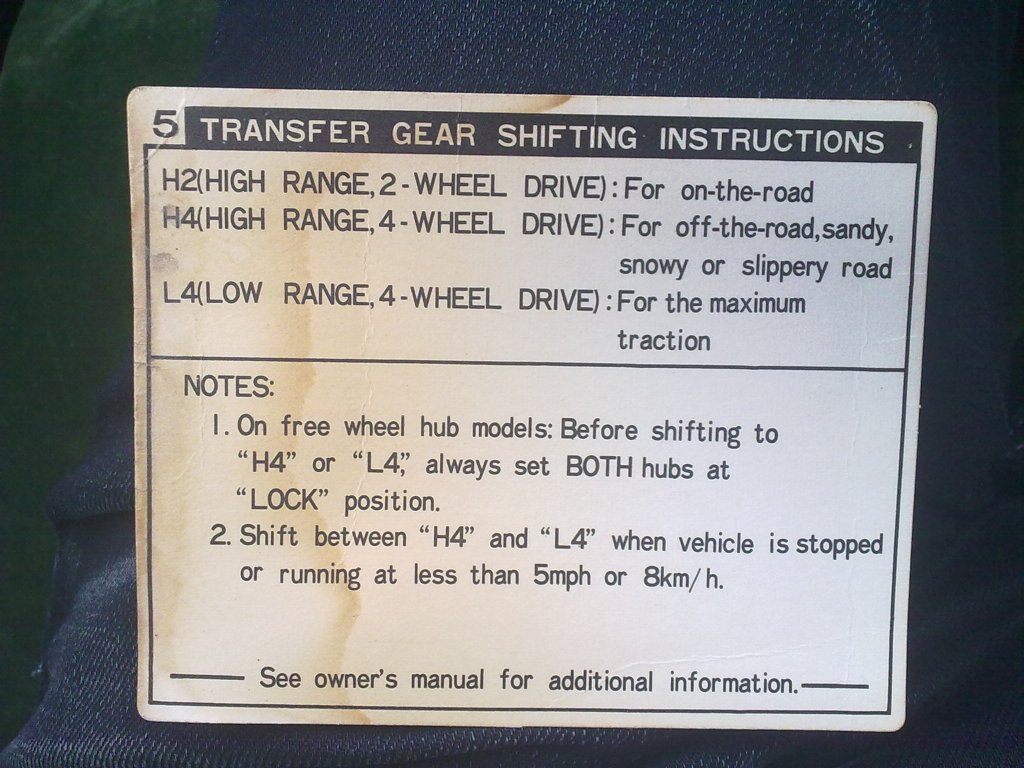 5 TRANSFER GEAR SHIFTING INSTRUCTIONS
H2(HIGH RANGE, 2-WHEEL DRIVE): For on-the-road
H4(HIGH RANGE, 4-WHEEL DRIVE): For off-the-road, sandy,
snowy or slippery road
L4(LOW RANGE, 4-WHEEL DRIVE): For the maximum
traction
NOTES:
1. On free wheel hub models: Before shifting to
“H4” or “L4,” always set BOTH hubs at
“LOCK” position.
2. Shift between “H4” and “L4” when vehicle is stopped
or running at less than 5mph or 8km/h.
See owner's manual for additional information.